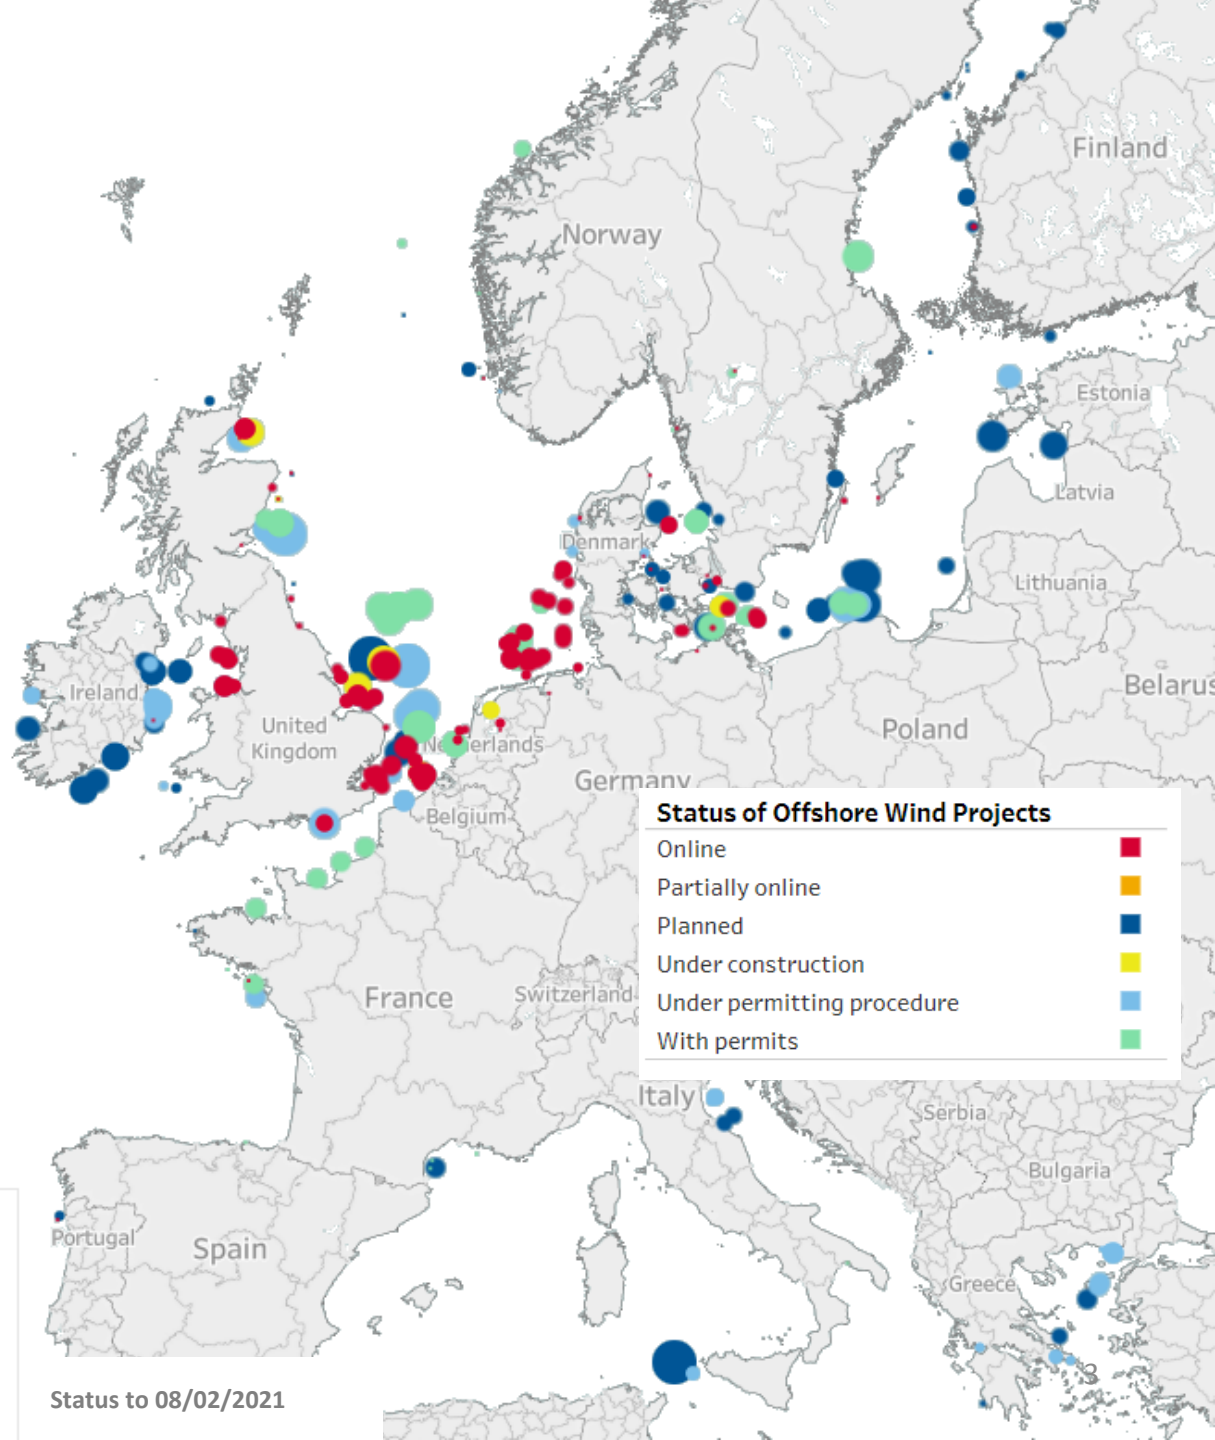 Finland
Norway
Estonia
Latvia
Denmark
Lithuania
Ireland
Belarus
United
Kingdom
Netherlands
Poland
Germany
Belgium
Status of Offshore Wind Projects
Online
Partially online
Planned
Under construction
Under permitting procedure
With permits
France
Switzerland
Italy
Serbia
Bulgaria
Portugal
Spain
Greece
3
Status to 08/02/2021